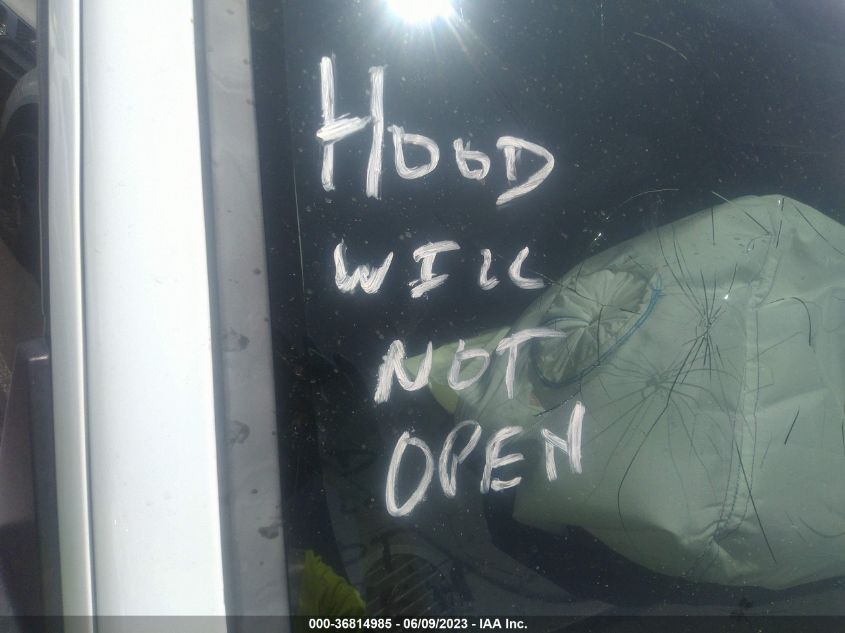 HOOD
WILL
NOT
OPEN
000-36814985 - 06/09/2023 - IAA Inc.